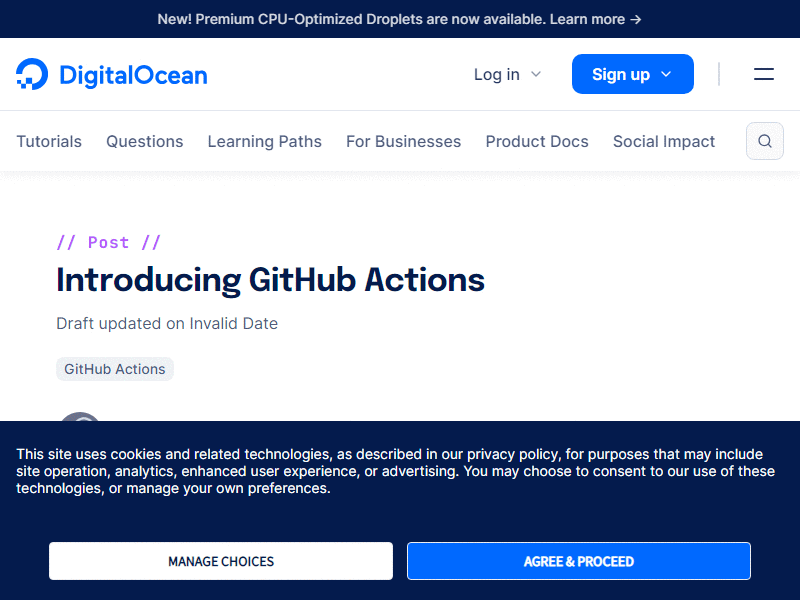 New! Premium CPU-Optimized Droplets are now available. Learn more →
DigitalOcean
Log in
Sign up
Tutorials
Questions
Learning Paths
For Businesses
Product Docs
Social Impact
// Post //
Introducing GitHub Actions
Draft updated on Invalid Date
GitHub Actions
This site uses cookies and related technologies, as described in our privacy policy, for purposes that may include
site operation, analytics, enhanced user experience, or advertising. You may choose to consent to our use of these
technologies, or manage your own preferences.
MANAGE CHOICES
AGREE & PROCEED